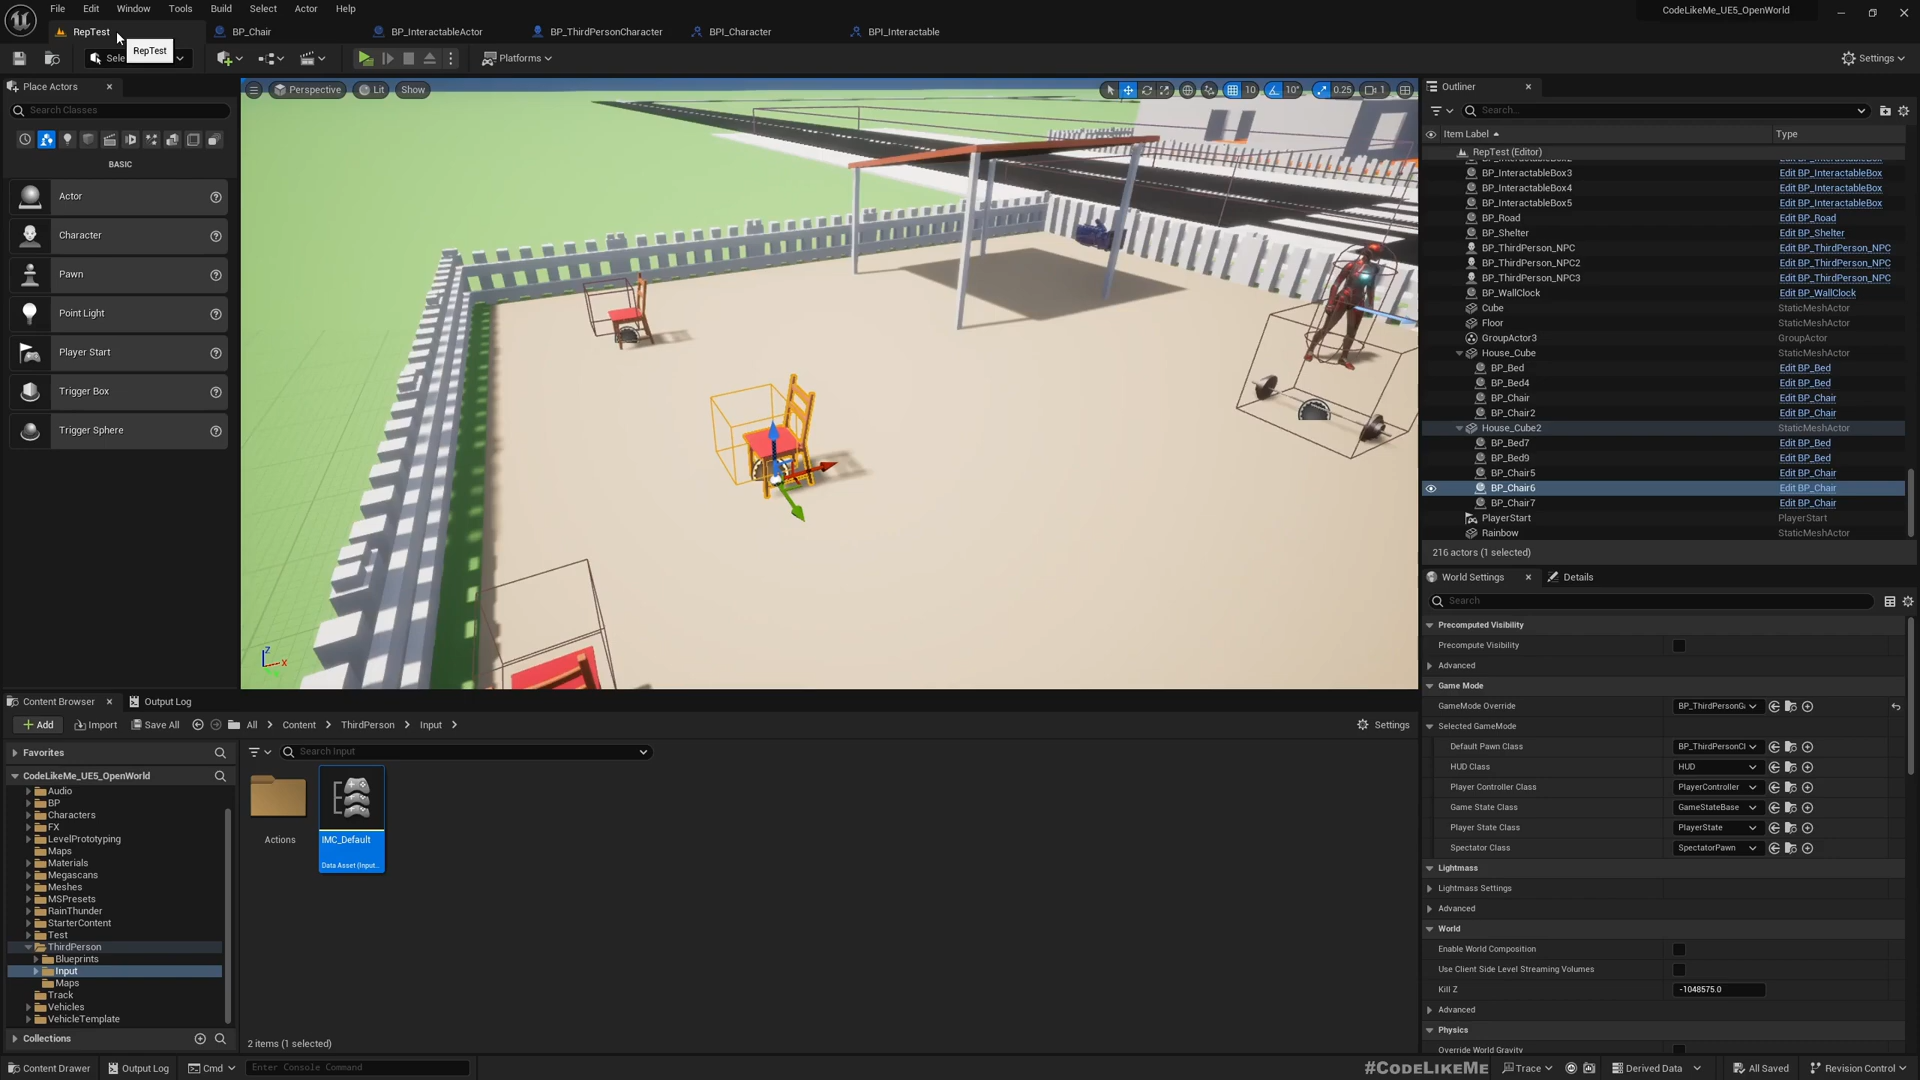 File Edit Window Tools Build Select Actor Help
CodeLikeMe_UE5_OpenWorld
RepTest BP_Chair BP_InteractableActor BP_ThirdPersonCharacter BPI_Character BPI_Interactable
RepTest
Sele Platforms Settings
Place Actors
Search Classes
BASIC
Actor
Character
Pawn
Point Light
Player Start
Trigger Box
Trigger Sphere
Perspective Lit Show 10 10° 0.25 1
Z
X
Outliner
Search...
Item Label Type
RepTest (Editor)
BP_InteractableBox3 Edit BP_InteractableBox
BP_InteractableBox4 Edit BP_InteractableBox
BP_InteractableBox5 Edit BP_InteractableBox
BP_Road Edit BP_Road
BP_Shelter Edit BP_Shelter
BP_ThirdPerson_NPC Edit BP_ThirdPerson_NPC
BP_ThirdPerson_NPC2 Edit BP_ThirdPerson_NPC
BP_ThirdPerson_NPC3 Edit BP_ThirdPerson_NPC
BP_WallClock Edit BP_WallClock
Cube StaticMeshActor
Floor StaticMeshActor
GroupActor3 GroupActor
House_Cube StaticMeshActor
BP_Bed Edit BP_Bed
BP_Bed4 Edit BP_Bed
BP_Chair Edit BP_Chair
BP_Chair2 Edit BP_Chair
House_Cube2 StaticMeshActor
BP_Bed7 Edit BP_Bed
BP_Bed9 Edit BP_Bed
BP_Chair5 Edit BP_Chair
BP_Chair6 Edit BP_Chair
BP_Chair7 Edit BP_Chair
PlayerStart PlayerStart
Rainbow StaticMeshActor
216 actors (1 selected)
World Settings Details
Search
Precomputed Visibility
Precompute Visibility
Advanced
Game Mode
GameMode Override BP_ThirdPersonG
Selected GameMode
Default Pawn Class BP_ThirdPersonCl
HUD Class HUD
Player Controller Class PlayerController
Game State Class GameStateBase
Player State Class PlayerState
Spectator Class SpectatorPawn
Lightmass
Lightmass Settings
Advanced
World
Enable World Composition
Use Client Side Level Streaming Volumes
Kill Z -1048575.0
Advanced
Physics
Override World Gravity
Content Browser Output Log
Add Import Save All All Content ThirdPerson Input Settings
Favorites
Search Input
CodeLikeMe_UE5_OpenWorld
Audio
BP
Characters
FX
LevelPrototyping
Maps
Materials
Megascans
Meshes
MSPresets
RainThunder
StarterContent
Test
ThirdPerson
Blueprints
Input
Maps
Track
Vehicles
VehicleTemplate
Collections
Actions
IMC_Default
Data Asset (Input...
2 items (1 selected)
Content Drawer Output Log Cmd Enter Console Command #CODELIKEME Trace Derived Data All Saved Revision Control